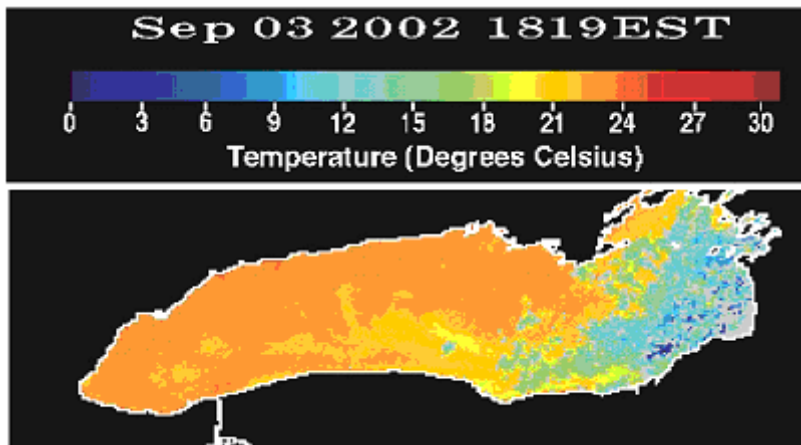 Sep 03 2002 1819EST
0 3 6 9 12 15 18 21 24 27 30
Temperature (Degrees Celsius)